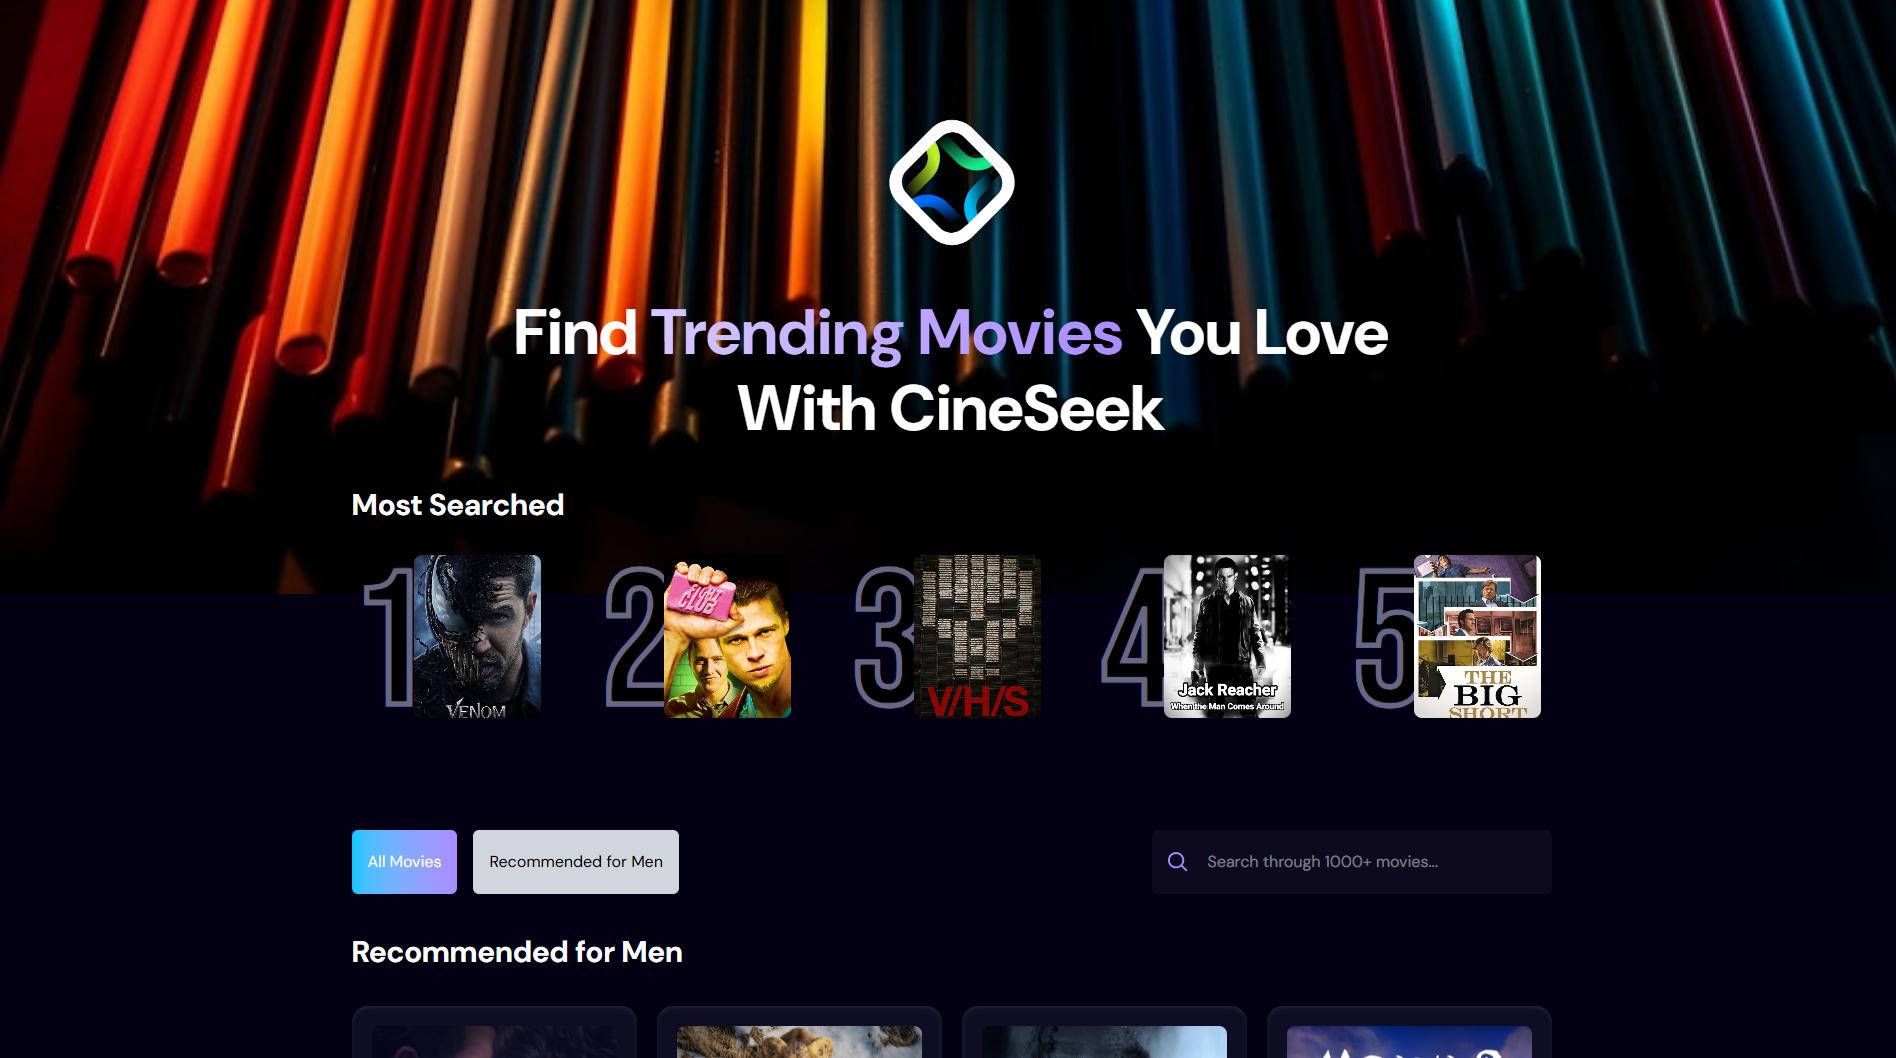 Find Trending Movies You Love
With CineSeek
Most Searched
1
VENOM
2
FIGHT
CLUB
3
V/H/S
4
Jack Reacher
When the Man Comes Around
5
THE
BIG
SHORT
All Movies
Recommended for Men
Search through 1000+ movies...
Recommended for Men